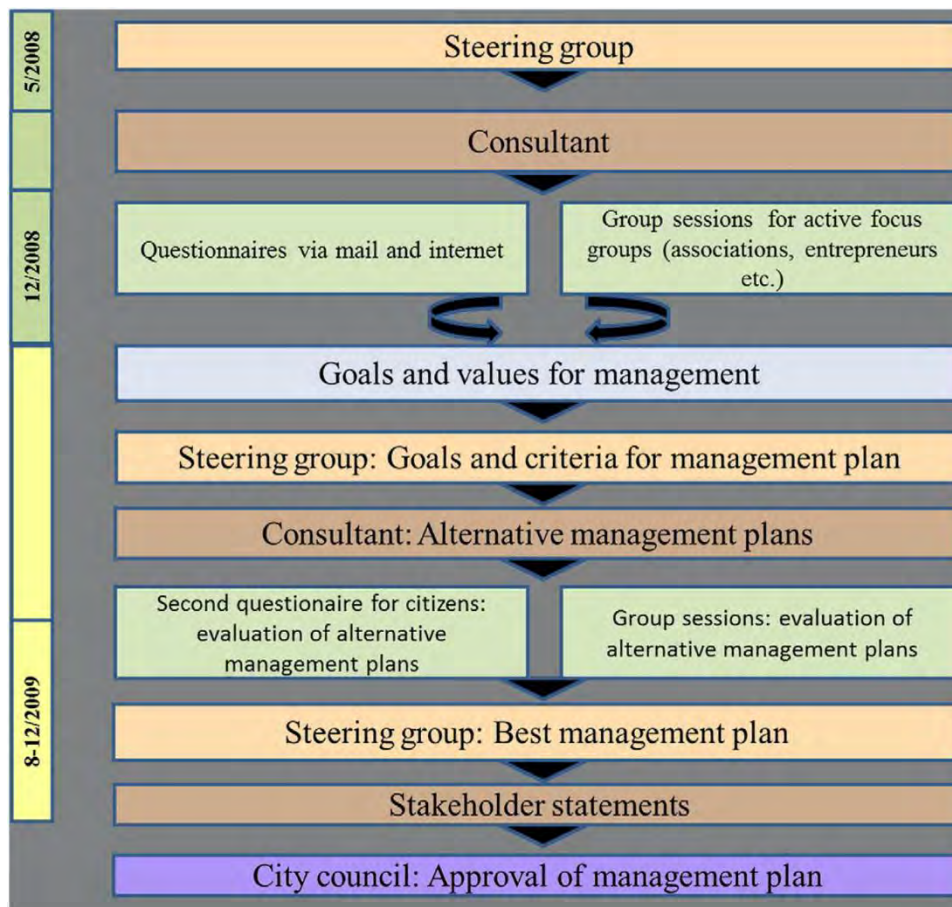 5/2008
Steering group
Consultant
12/2008
Questionnaires via mail and internet
Group sessions for active focus
groups (associations, entrepreneurs
etc.)
Goals and values for management
Steering group: Goals and criteria for management plan
Consultant: Alternative management plans
Second questionaire for citizens:
evaluation of alternative
management plans
Group sessions: evaluation of
alternative management plans
8-12/2009
Steering group: Best management plan
Stakeholder statements
City council: Approval of management plan